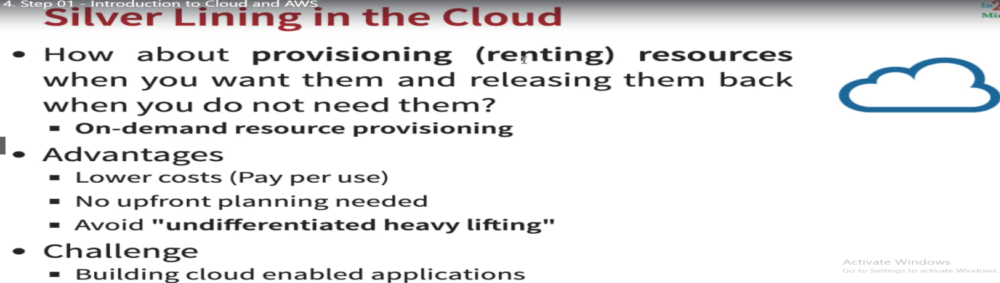 4. Step 01 - Introduction to Cloud and AWS
Silver Lining in the Cloud
• How about provisioning (renting) resources
when you want them and releasing them back
when you do not need them?
▪ On-demand resource provisioning
• Advantages
▪ Lower costs (Pay per use)
▪ No upfront planning needed
▪ Avoid "undifferentiated heavy lifting"
• Challenge
▪ Building cloud enabled applications
Activate Windows
Go to Settings to activate Windows.